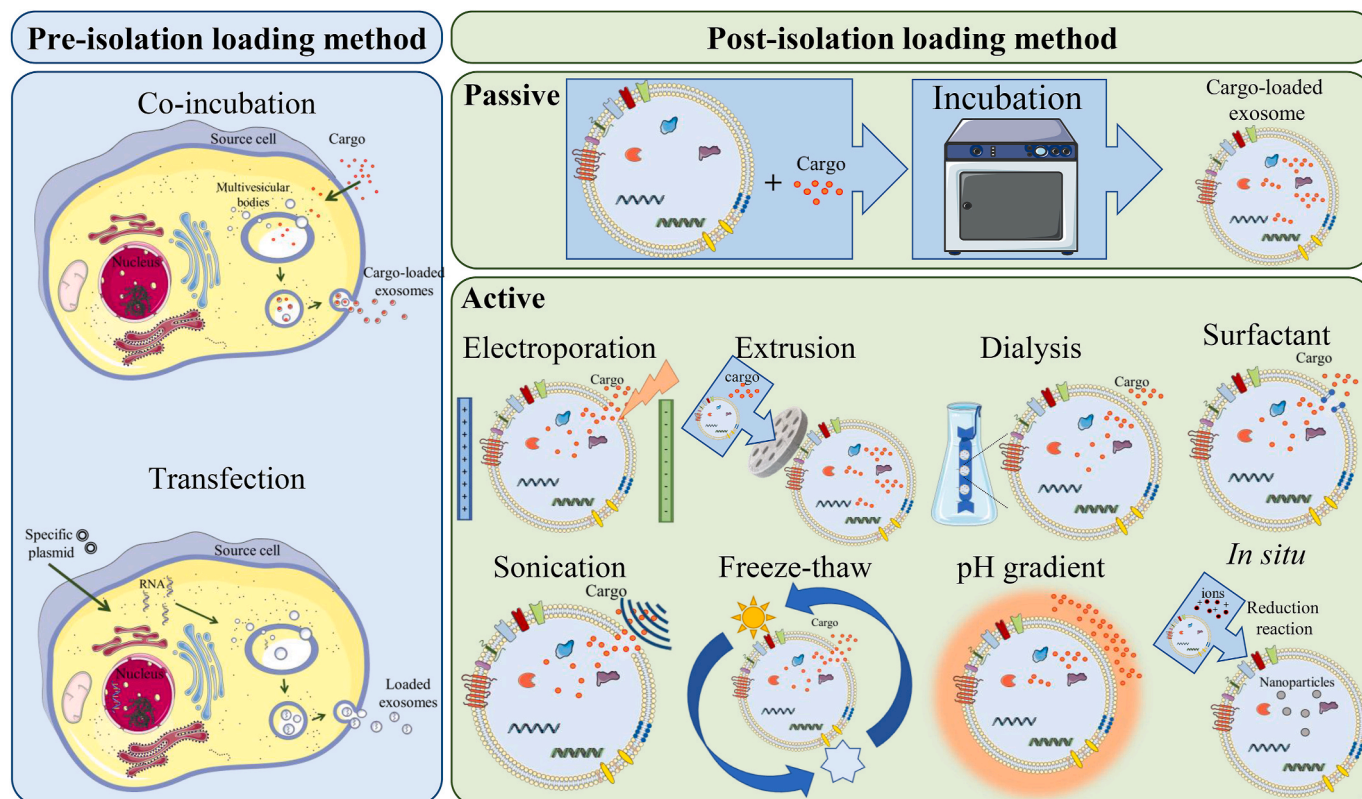 Pre-isolation loading method
Co-incubation
Source cell
Cargo
Multivesicular
bodies
Nucleus
Cargo-loaded
exosomes
Transfection
Specific
plasmid
Source cell
RNA
Nucleus
Loaded
exosomes
Post-isolation loading method
Passive
+
Cargo
Incubation
Cargo-loaded
exosome
Active
Electroporation
Cargo
Extrusion
cargo
Dialysis
Cargo
Surfactant
Cargo
Sonication
Cargo
Freeze-thaw
Cargo
pH gradient
In situ
ions
Reduction
reaction
Nanoparticles